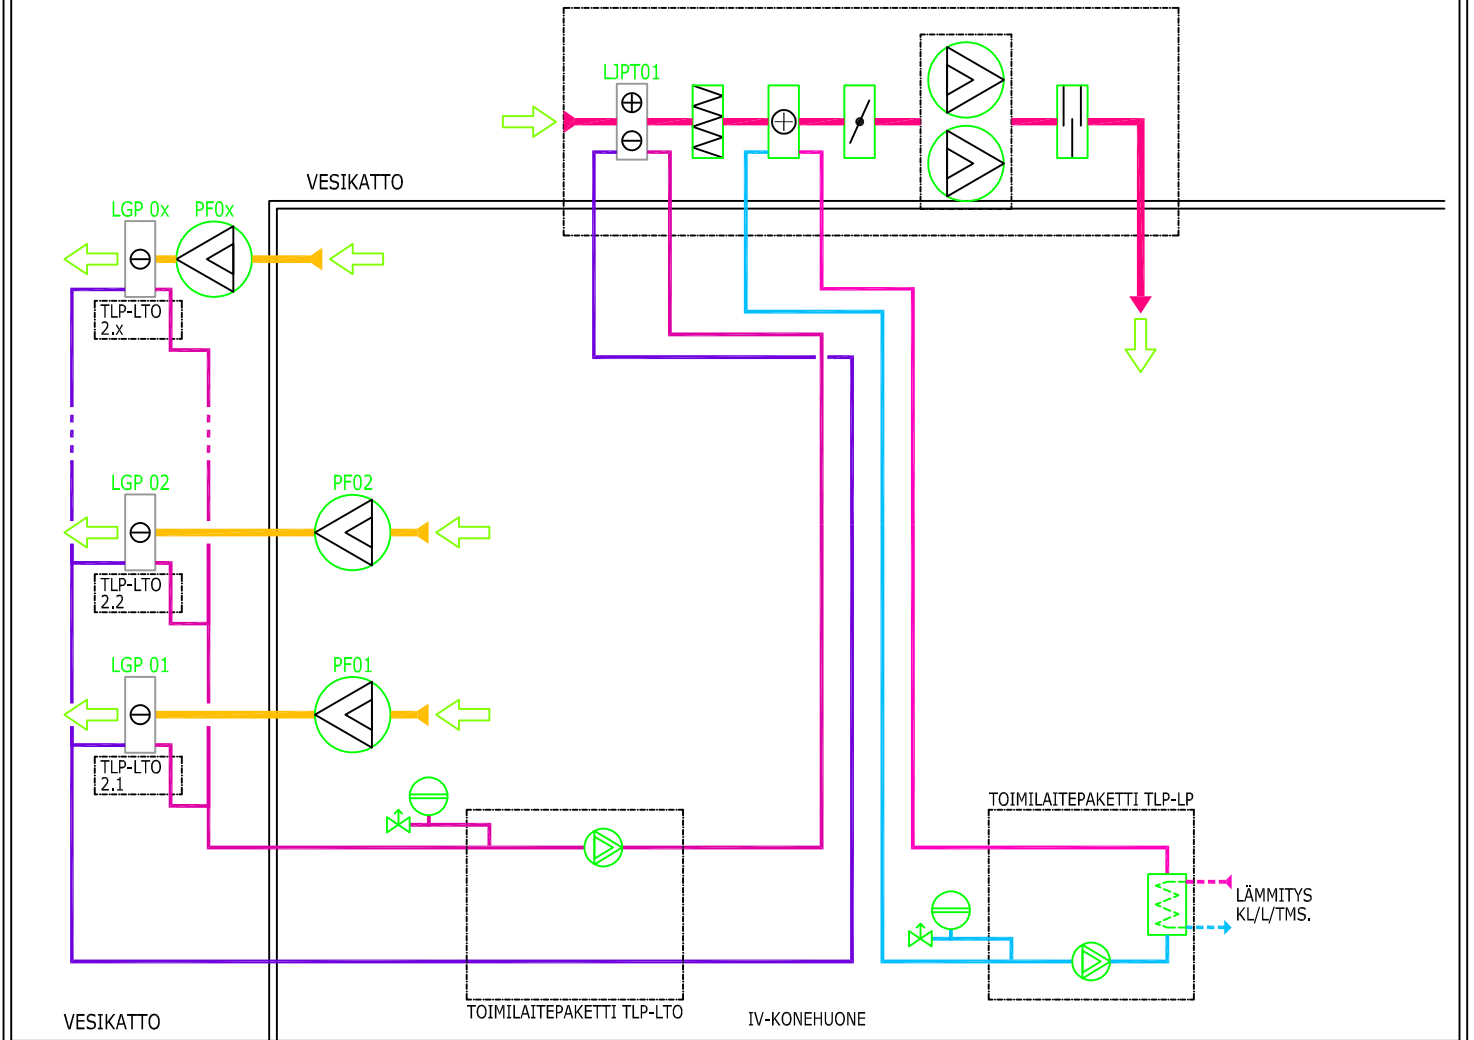 LJPT01
VESIKATTO
LGP 0x
PF0x
TLP-LTO
2.x
LGP 02
PF02
TLP-LTO
2.2
LGP 01
PF01
TLP-LTO
2.1
TOIMILAITEPAKETTI TLP-LP
LÄMMITYS
KL/L/TMS.
TOIMILAITEPAKETTI TLP-LTO
IV-KONEHUONE
VESIKATTO